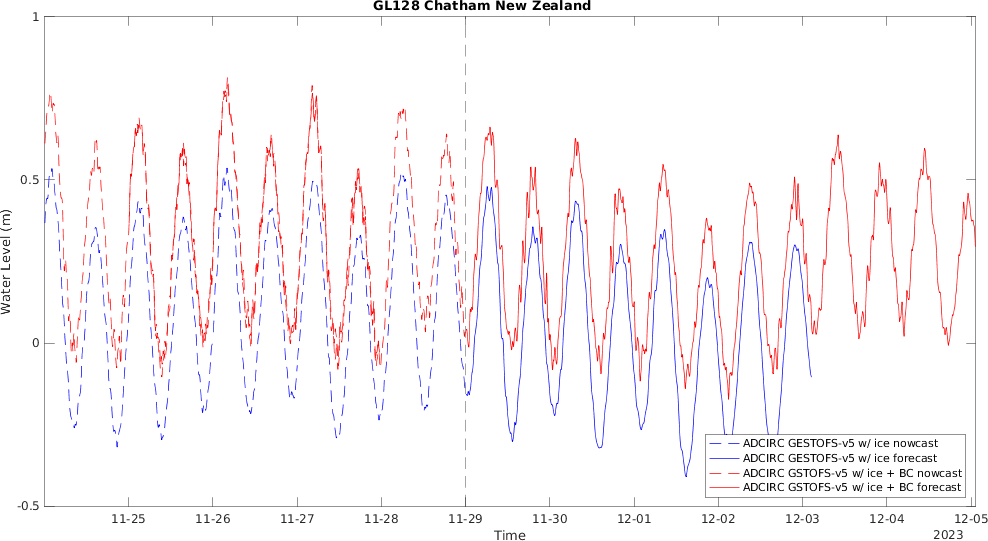 GL128 Chatham New Zealand
1
0.5
0
-0.5
Water Level (m)
ADCIRC GESTOFS-v5 w/ ice nowcast
ADCIRC GESTOFS-v5 w/ ice forecast
ADCIRC GSTOFS-v5 w/ ice + BC nowcast
ADCIRC GSTOFS-v5 w/ ice + BC forecast
11-25 11-26 11-27 11-28 11-29 11-30 12-01 12-02 12-03 12-04 12-05
Time
2023